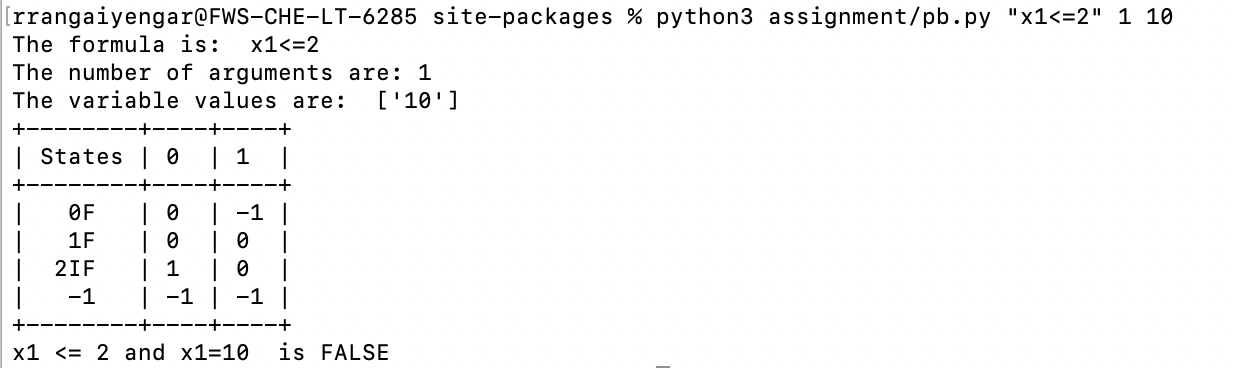 [rrangaiyengar@FWS-CHE-LT-6285 site-packages % python3 assignment/pb.py "x1<=2" 1 10
The formula is:  x1<=2
The number of arguments are: 1
The variable values are:  ['10']
+--------+----+----+
| States | 0  | 1  |
+--------+----+----+
|   0F   | 0  | -1 |
|   1F   | 0  | 0  |
|  2IF   | 1  | 0  |
|   -1   | -1 | -1 |
+--------+----+----+
x1 <= 2 and x1=10  is FALSE